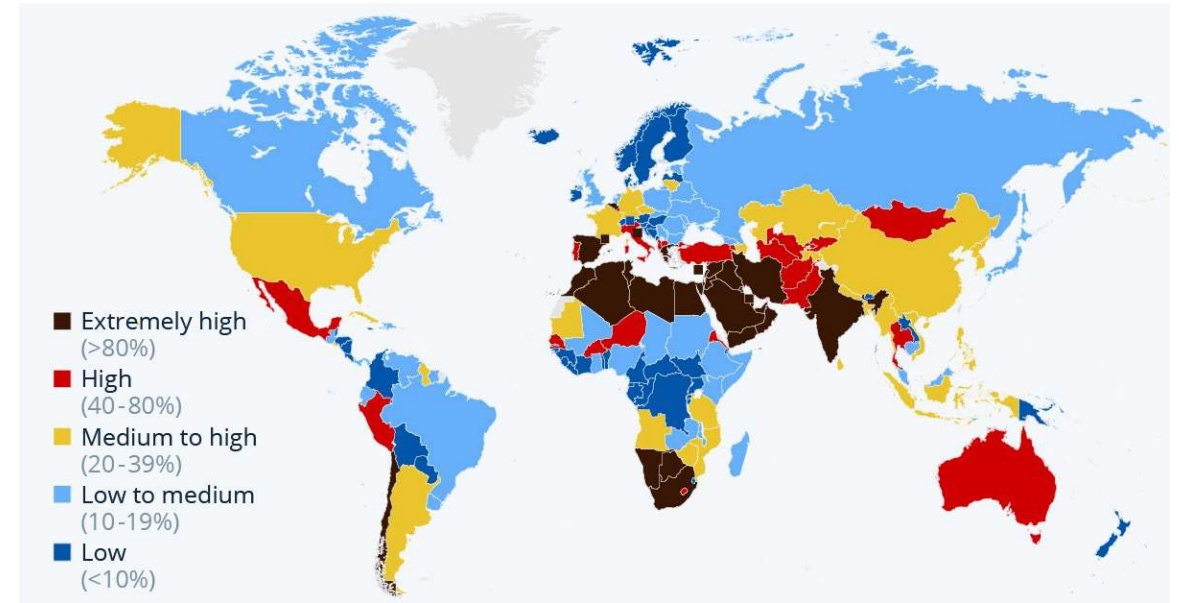 Extremely high
(>80%)
High
(40-80%)
Medium to high
(20-39%)
Low to medium
(10-19%)
Low
(<10%)